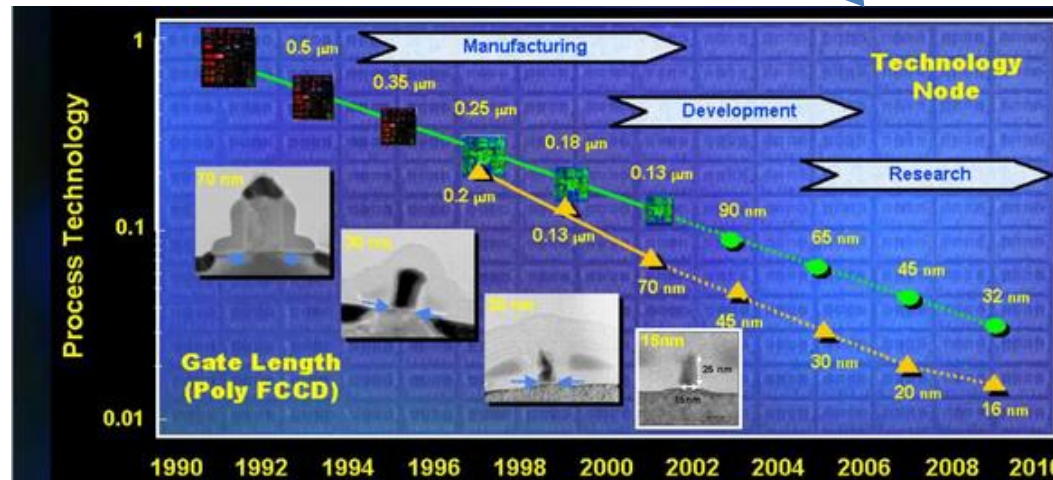 1
0.5 µm
Manufacturing
0.35 µm
0.25 µm
Technology
Node
Development
0.18 µm
0.13 µm
Research
70 nm
0.2 µm
0.1
0.13 µm
90 nm
65 nm
45 nm
32 nm
70 nm
45 nm
30 nm
20 nm
16 nm
Process Technology
15nm
25 nm
15nm
Gate Length
(Poly FCCD)
0.01
1990 1992 1994 1996 1998 2000 2002 2004 2006 2008 2010